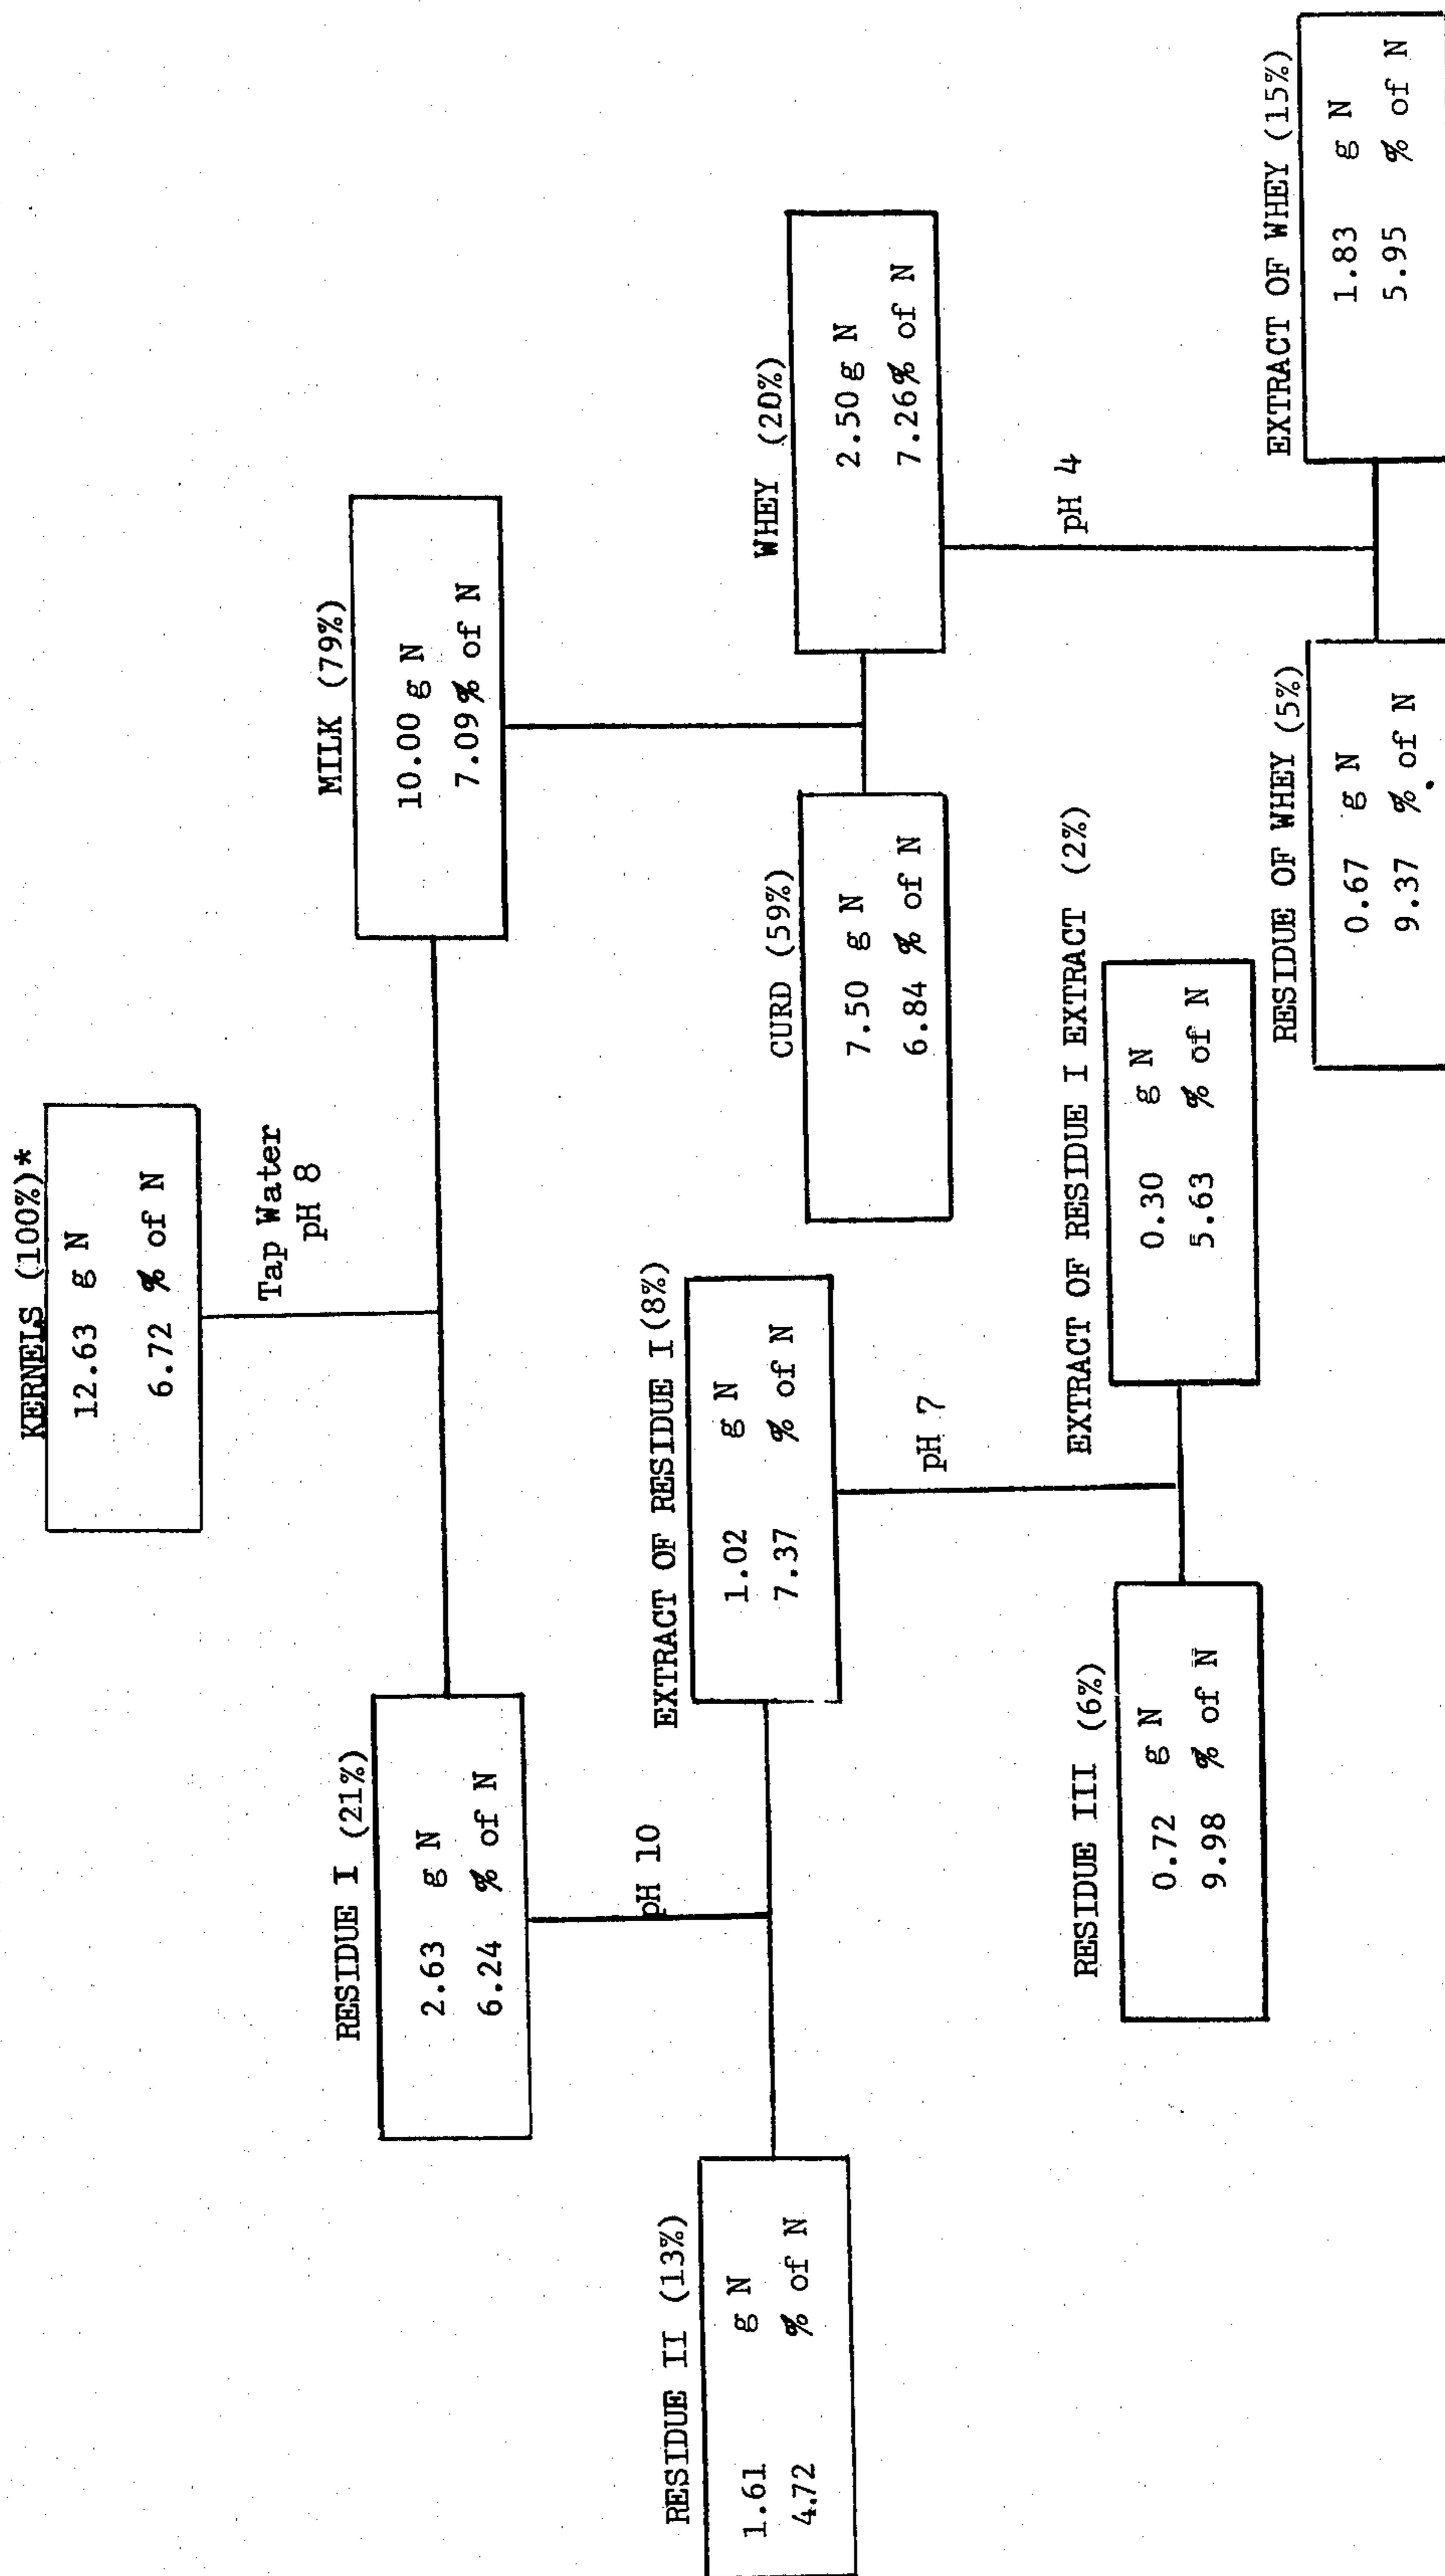 KERNELS (100%)*
12.63 g N
6.72 % of N
Tap Water
pH 8
RESIDUE I (21%)
2.63 g N
6.24 % of N
MILK (79%)
10.00 g N
7.09% of N
pH 10
RESIDUE II (13%)
1.61 g N
4.72 % of N
EXTRACT OF RESIDUE I (8%)
1.02 g N
7.37 % of N
CURD (59%)
7.50 g N
6.84 % of N
WHEY (20%)
2.50 g N
7.26% of N
pH 7
pH 4
RESIDUE III (6%)
0.72 g N
9.98 % of N
EXTRACT OF RESIDUE I EXTRACT (2%)
0.30 g N
5.63 % of N
RESIDUE OF WHEY (5%)
0.67 g N
9.37 % of N
EXTRACT OF WHEY (15%)
1.83 g N
5.95 % of N